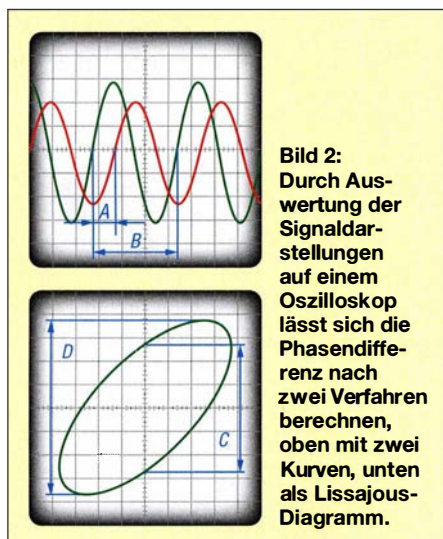 A
B
D
C
Bild 2:
Durch Aus-
wertung der
Signaldar-
stellungen
auf einem
Oszilloskop
lässt sich die
Phasendiffe-
renz nach
zwei Verfahren
berechnen,
oben mit zwei
Kurven, unten
als Lissajous-
Diagramm.